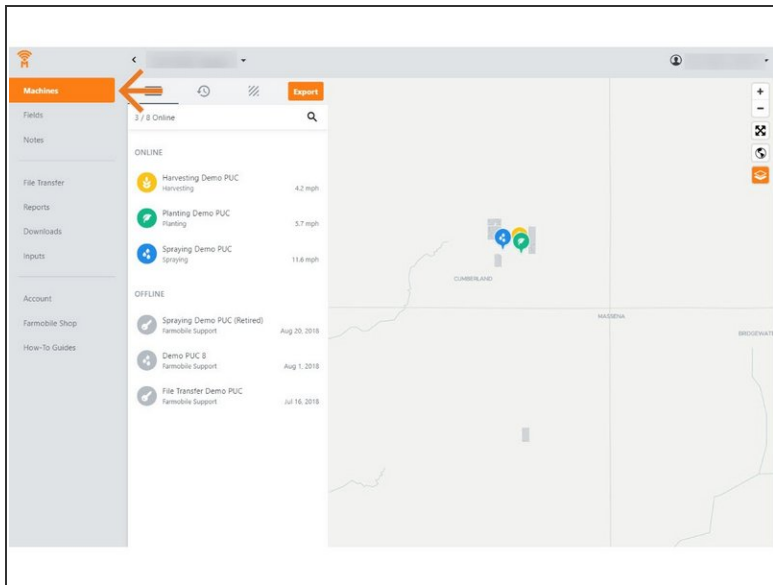 Machines
Fields
Notes
File Transfer
Reports
Downloads
Inputs
Account
Farmobile Shop
How-To Guides
Export
3 / 8 Online
ONLINE
Harvesting Demo PUC
Harvesting
4.2 mph
Planting Demo PUC
Planting
5.7 mph
Spraying Demo PUC
Spraying
11.6 mph
OFFLINE
Spraying Demo PUC (Retired)
Farmobile Support
Aug 20, 2018
Demo PUC 8
Farmobile Support
Aug 1, 2018
File Transfer Demo PUC
Farmobile Support
Jul 16, 2018
CUMBERLAND
MASSENA